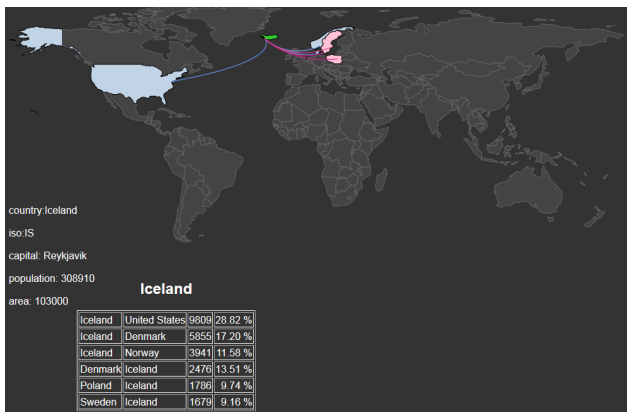 country:Iceland
iso:IS
capital: Reykjavik
population: 308910
area: 103000
Iceland
Iceland United States 9809 28.82 %
Iceland Denmark 5855 17.20 %
Iceland Norway 3941 11.58 %
Denmark Iceland 2476 13.51 %
Poland Iceland 1786 9.74 %
Sweden Iceland 1679 9.16 %